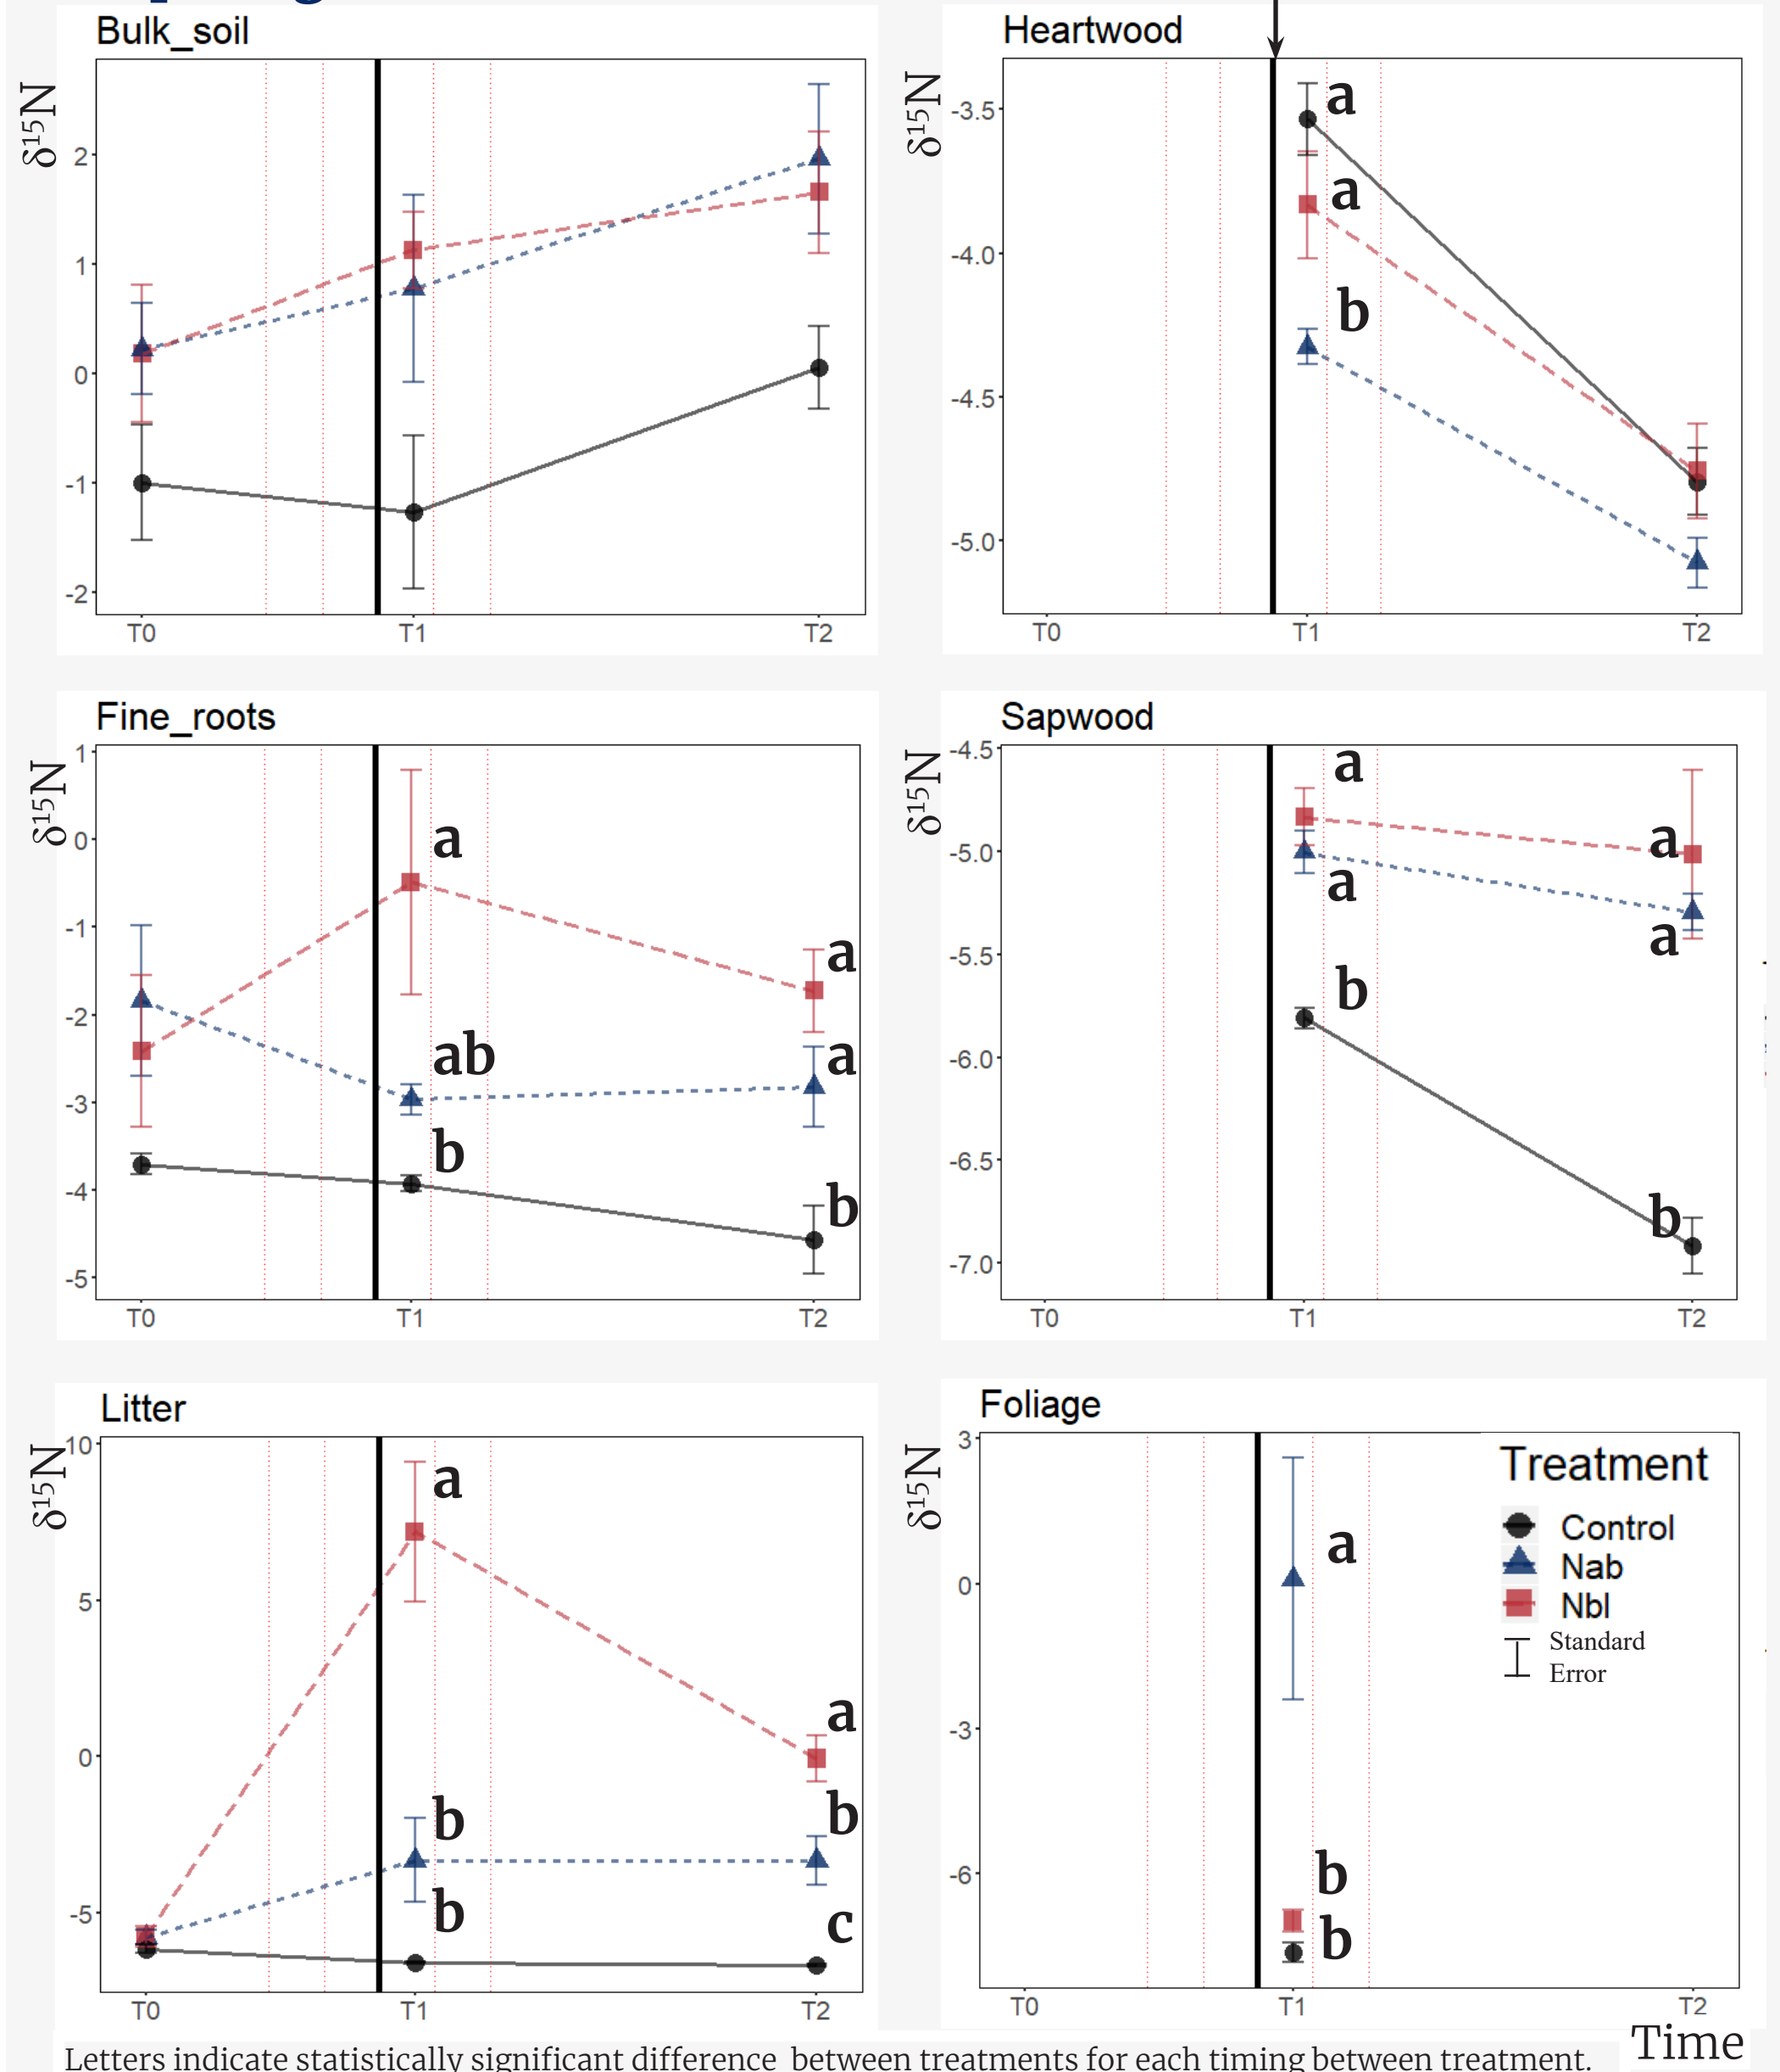 Bulk_soil
δ15N
2
1
0
-1
-2
T0 T1 T2
Heartwood
δ15N
-3.5
-4.0
-4.5
-5.0
a
a
b
T0 T1 T2
Fine_roots
δ15N
1
0
-1
-2
-3
-4
-5
a
a
ab
a
b
b
T0 T1 T2
Sapwood
δ15N
-4.5
-5.0
-5.5
-6.0
-6.5
-7.0
a
a
a
a
b
b
T0 T1 T2
Litter
δ15N
10
5
0
-5
a
a
b
b
b
c
T0 T1 T2
Foliage
δ15N
3
0
-3
-6
a
b
b
Treatment
Control
Nab
Nbl
Standard
Error
T0 T1 T2
Time
Letters indicate statistically significant difference between treatments for each timing between treatment.